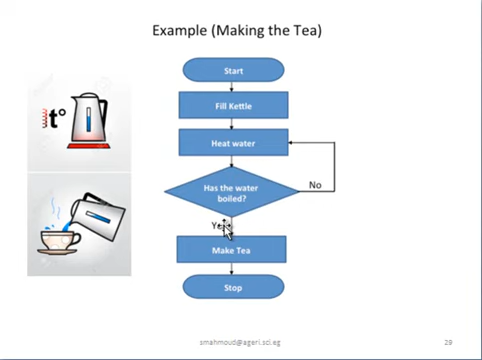 Example (Making the Tea)
t°
Start
Fill Kettle
Heat water
Has the water
boiled?
No
Make Tea
Stop
smahmoud@ageri.sci.eg
29